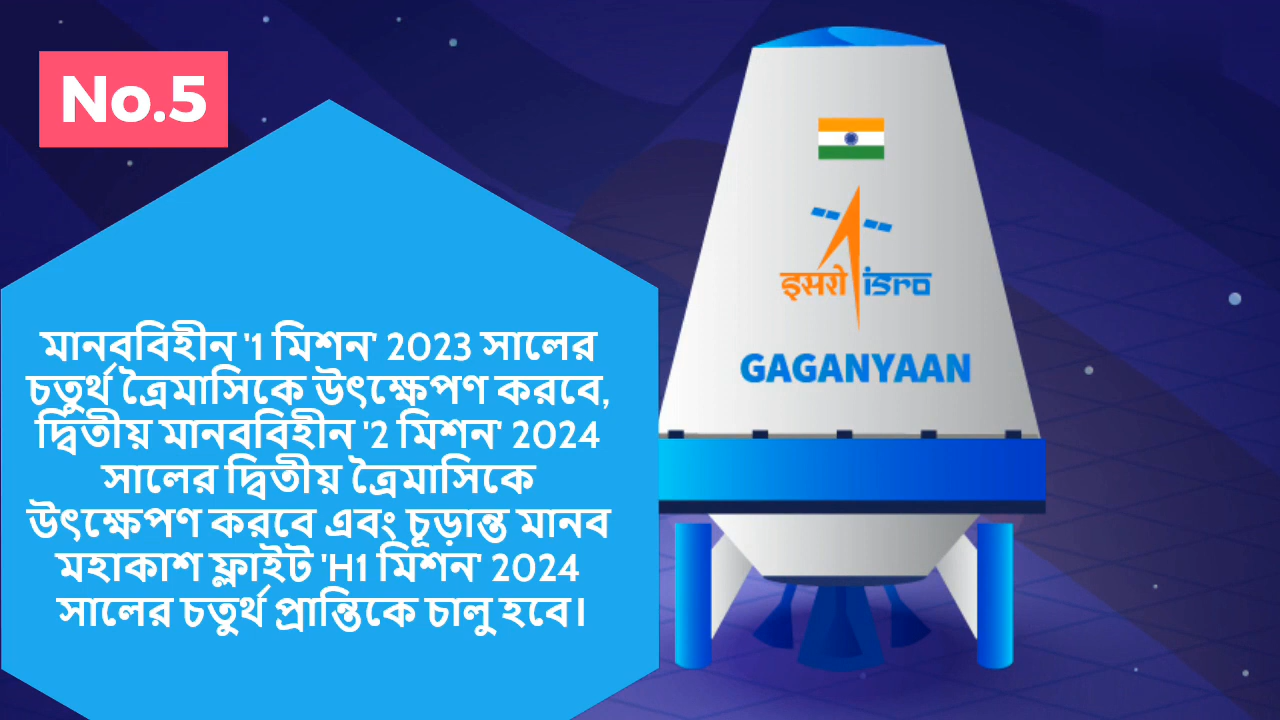 No.5
মানববিহীন '1 মিশন' 2023 সালের
চতুর্থ ত্রৈমাসিকে উৎক্ষেপণ করবে,
দ্বিতীয় মানববিহীন '2 মিশন' 2024
সালের দ্বিতীয় ত্রৈমাসিকে
উৎক্ষেপণ করবে এবং চূড়ান্ত মানব
মহাকাশ ফ্লাইট 'H1 মিশন' 2024
সালের চতুর্থ প্রান্তিকে চালু হবে।
इसरो isro
GAGANYAAN